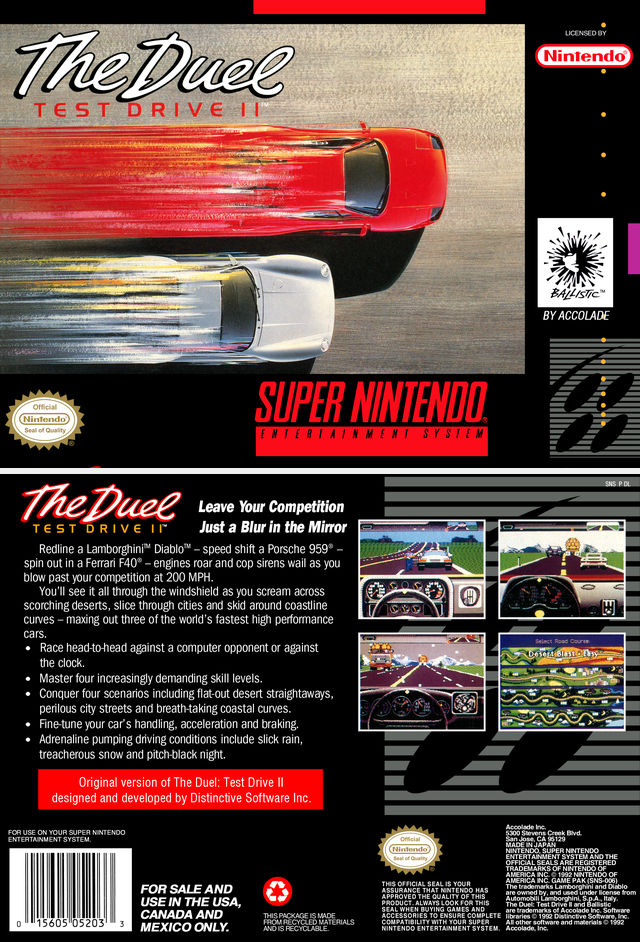 The Duel
TEST DRIVE II™
LICENSED BY
Nintendo®
BALLISTIC™
BY ACCOLADE
Official
Nintendo
Seal of Quality
®
SUPER NINTENDO®
ENTERTAINMENT SYSTEM
SNS P DL
The Duel
TEST DRIVE II™
Leave Your Competition
Just a Blur in the Mirror
Redline a Lamborghini™ Diablo™ – speed shift a Porsche 959® –
spin out in a Ferrari F40® – engines roar and cop sirens wail as you
blow past your competition at 200 MPH.
You'll see it all through the windshield as you scream across
scorching deserts, slice through cities and skid around coastline
curves – maxing out three of the world's fastest high performance
cars.
• Race head-to-head against a computer opponent or against
the clock.
• Master four increasingly demanding skill levels.
• Conquer four scenarios including flat-out desert straightaways,
perilous city streets and breath-taking coastal curves.
• Fine-tune your car's handling, acceleration and braking.
• Adrenaline pumping driving conditions include slick rain,
treacherous snow and pitch-black night.
Select Road Course:
Desert Blast - Easy
Original version of The Duel: Test Drive II
designed and developed by Distinctive Software Inc.
FOR USE ON YOUR SUPER NINTENDO
ENTERTAINMENT SYSTEM.
0 15605 05203 3
FOR SALE AND
USE IN THE USA,
CANADA AND
MEXICO ONLY.
THIS PACKAGE IS MADE
FROM RECYCLED MATERIALS
AND IS RECYCLABLE.
Official
Nintendo
Seal of Quality
THIS OFFICIAL SEAL IS YOUR
ASSURANCE THAT NINTENDO HAS
APPROVED THE QUALITY OF THIS
PRODUCT. ALWAYS LOOK FOR THIS
SEAL WHEN BUYING GAMES AND
ACCESSORIES TO ENSURE COMPLETE
COMPATIBILITY WITH YOUR SUPER
NINTENDO ENTERTAINMENT SYSTEM.
Accolade Inc.
5300 Stevens Creek Blvd.
San Jose, CA 95129
MADE IN JAPAN
NINTENDO, SUPER NINTENDO
ENTERTAINMENT SYSTEM AND THE
OFFICIAL SEALS ARE REGISTERED
TRADEMARKS OF NINTENDO OF
AMERICA INC. © 1992 NINTENDO OF
AMERICA INC. GAME PAK (SNS-006)
The trademarks Lamborghini and Diablo
are owned by, and used under license from
Automobili Lamborghini, S.p.A., Italy.
The Duel: Test Drive II and Ballistic
are trademarks of Accolade Inc. Software
libraries © 1992 Distinctive Software, Inc.
All other software and materials © 1992
Accolade, Inc.